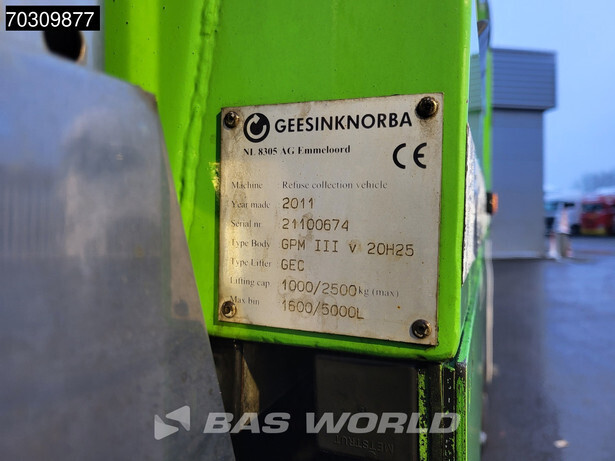 70309877
GEESINKNORBA
NL 8305 AG Emmeloord
CE
Machine Refuse collection vehicle
Year made 2011
Serial nr 21100674
Type Body GPM III v 20H25
Type Lifter GEC
Lifting cap 1000/2500kg (max)
Max bin 1600/5000L
BAS WORLD